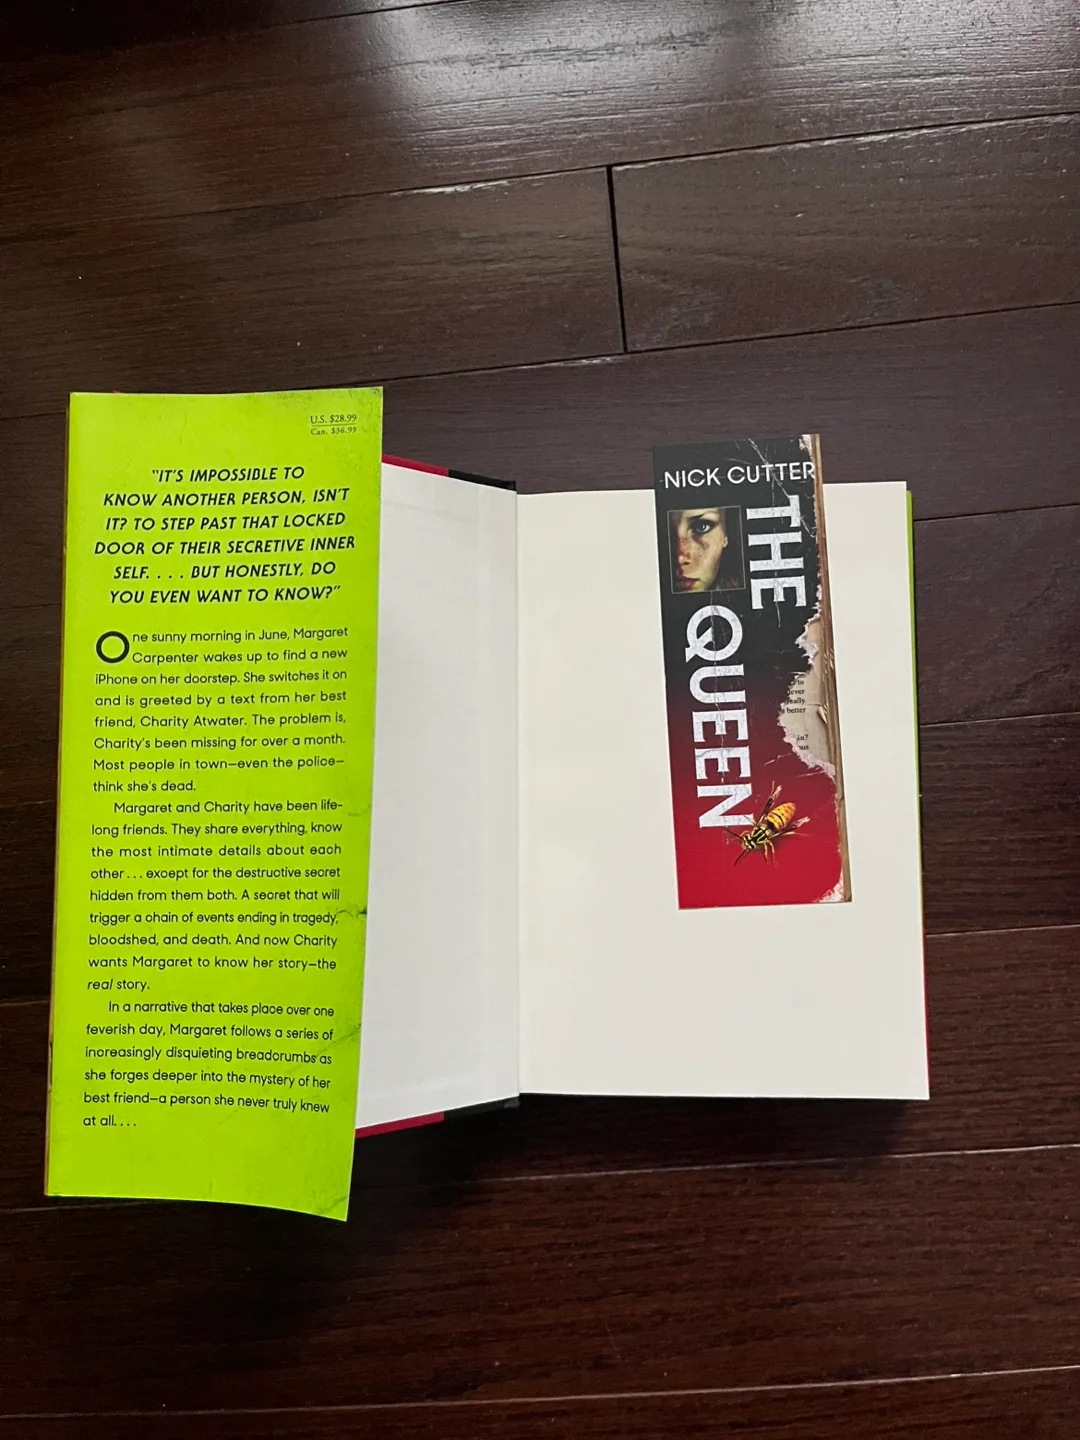 U.S. $28.99
Can. $36.99
"IT'S IMPOSSIBLE TO
KNOW ANOTHER PERSON, ISN'T
IT? TO STEP PAST THAT LOCKED
DOOR OF THEIR SECRETIVE INNER
SELF. . . . BUT HONESTLY, DO
YOU EVEN WANT TO KNOW?"
One sunny morning in June, Margaret
Carpenter wakes up to find a new
iPhone on her doorstep. She switches it on
and is greeted by a text from her best
friend, Charity Atwater. The problem is,
Charity's been missing for over a month.
Most people in town—even the police—
think she's dead.
Margaret and Charity have been life-
long friends. They share everything, know
the most intimate details about each
other . . . except for the destructive secret
hidden from them both. A secret that will
trigger a chain of events ending in tragedy,
bloodshed, and death. And now Charity
wants Margaret to know her story—the
real story.
In a narrative that takes place over one
feverish day, Margaret follows a series of
increasingly disquieting breadcrumbs as
she forges deeper into the mystery of her
best friend—a person she never truly knew
at all. . . .
NICK CUTTER
THE
QUEEN
to
better